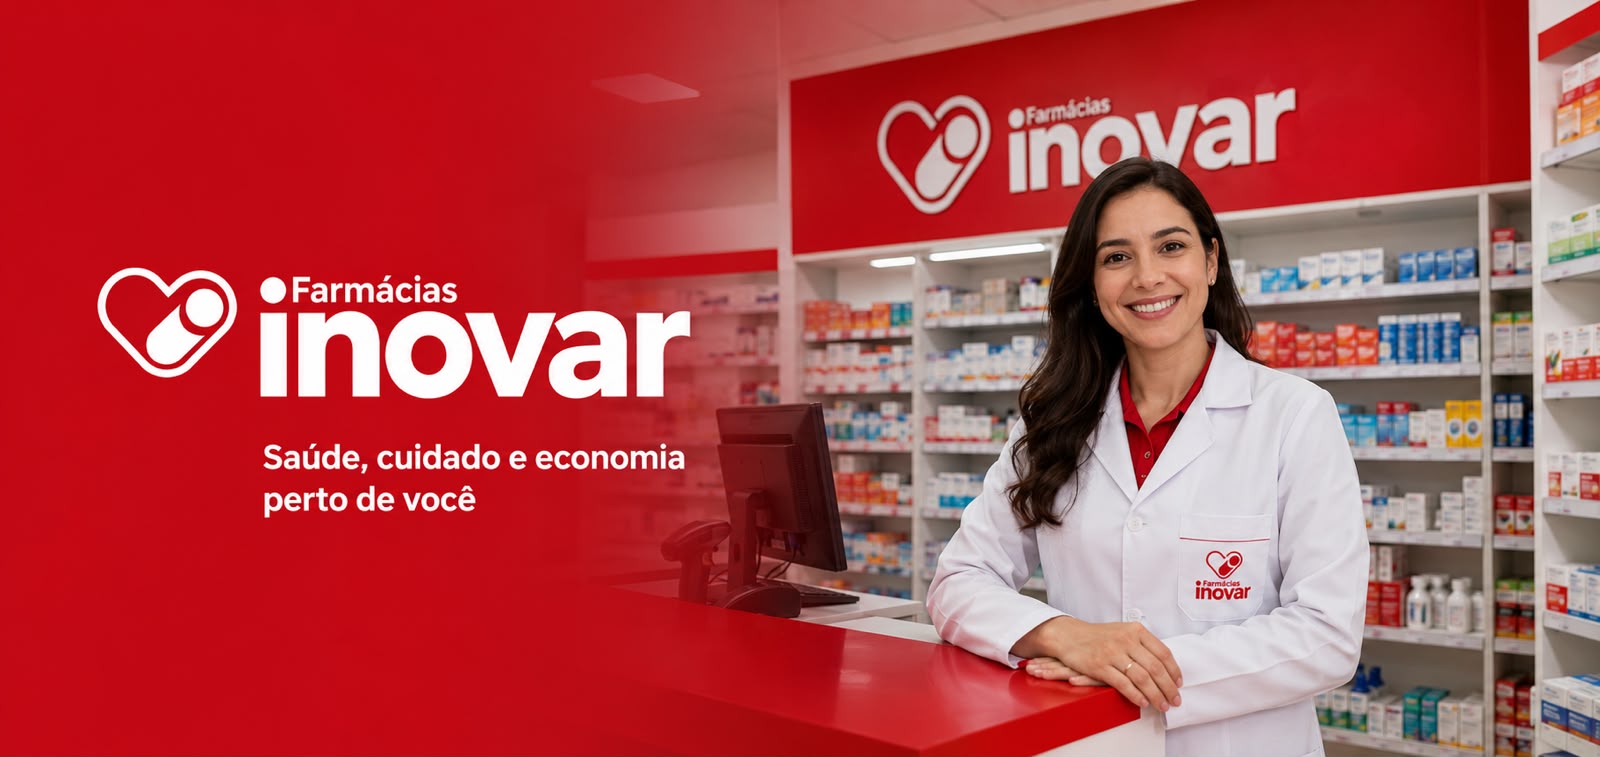 Farmácias
inovar
Saúde, cuidado e economia
perto de você
Farmácias
inovar
Farmácias
inovar